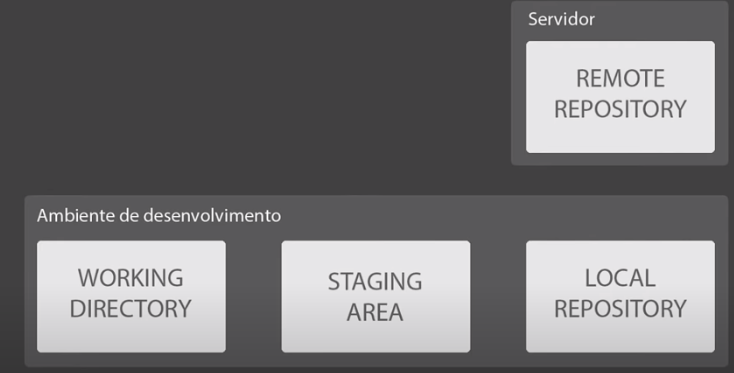 Servidor
REMOTE
REPOSITORY
Ambiente de desenvolvimento
WORKING
DIRECTORY
STAGING
AREA
LOCAL
REPOSITORY